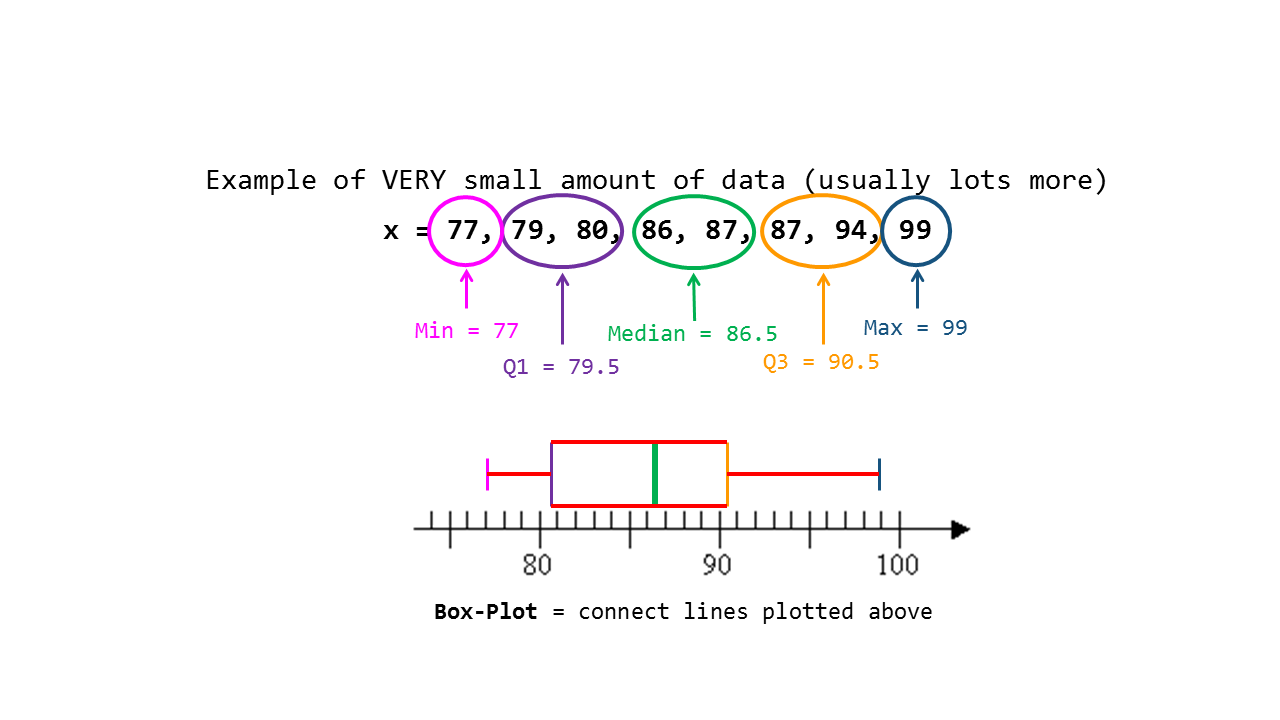 Example of VERY small amount of data (usually lots more)
x = 77, 79, 80, 86, 87, 87, 94, 99
Min = 77
Q1 = 79.5
Median = 86.5
Q3 = 90.5
Max = 99
80 90 100
Box-Plot = connect lines plotted above